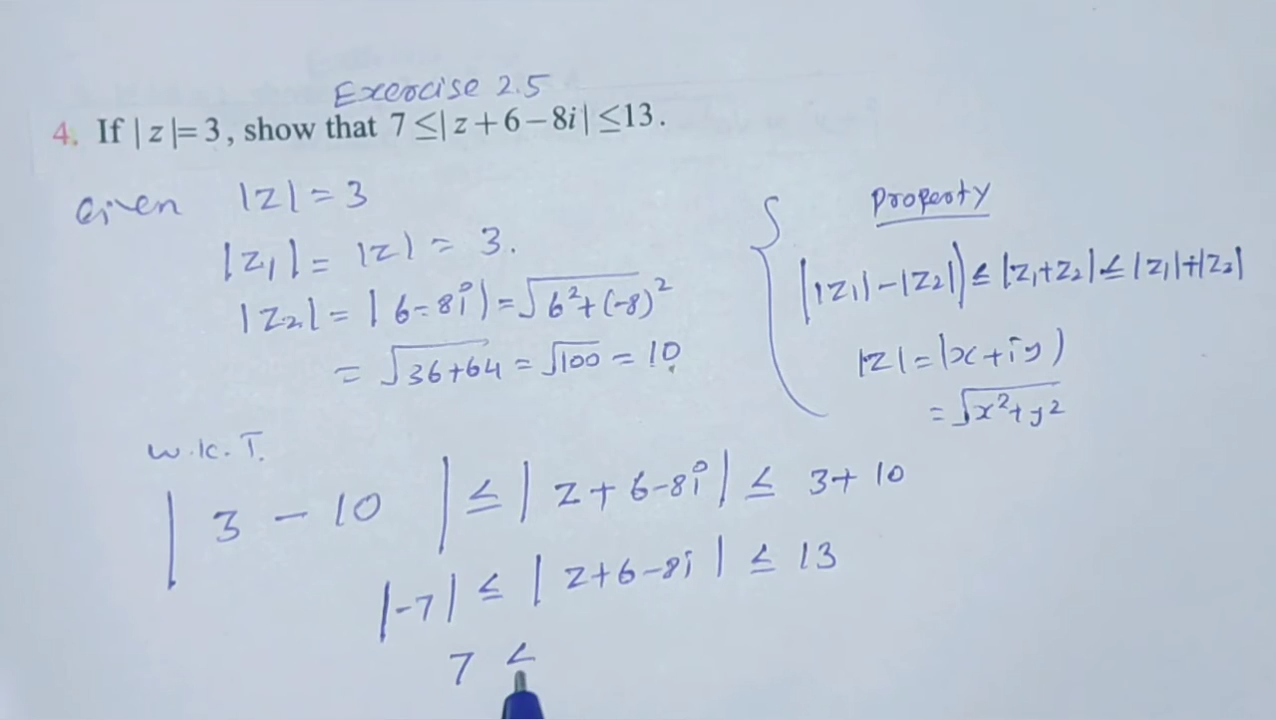 Exercise 2.5
4. If |z|= 3, show that 7 ≤| z + 6 – 8i | ≤13.
Given |z| = 3
|z₁| = |z| = 3.
|z₂| = |6-8i| = √6²+(-8)²
= √36+64 = √100 = 10
Property
||z₁|-|z₂|| ≤ |z₁+z₂| ≤ |z₁|+|z₂|
|z| = |x+iy|
= √x²+y²
W.K.T.
| 3 - 10 | ≤ | z + 6-8i | ≤ 3+ 10
|-7| ≤ | z+6-8i | ≤ 13
7 <